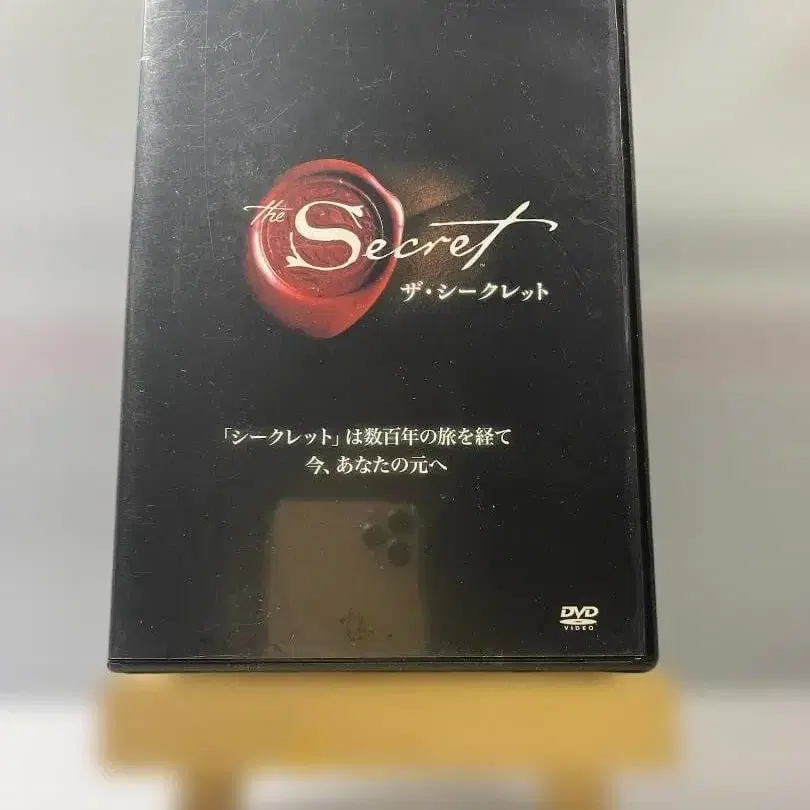 the Secret™
ザ・シークレット
「シークレット」は数百年の旅を経て
今、あなたの元へ
DVD
VIDEO